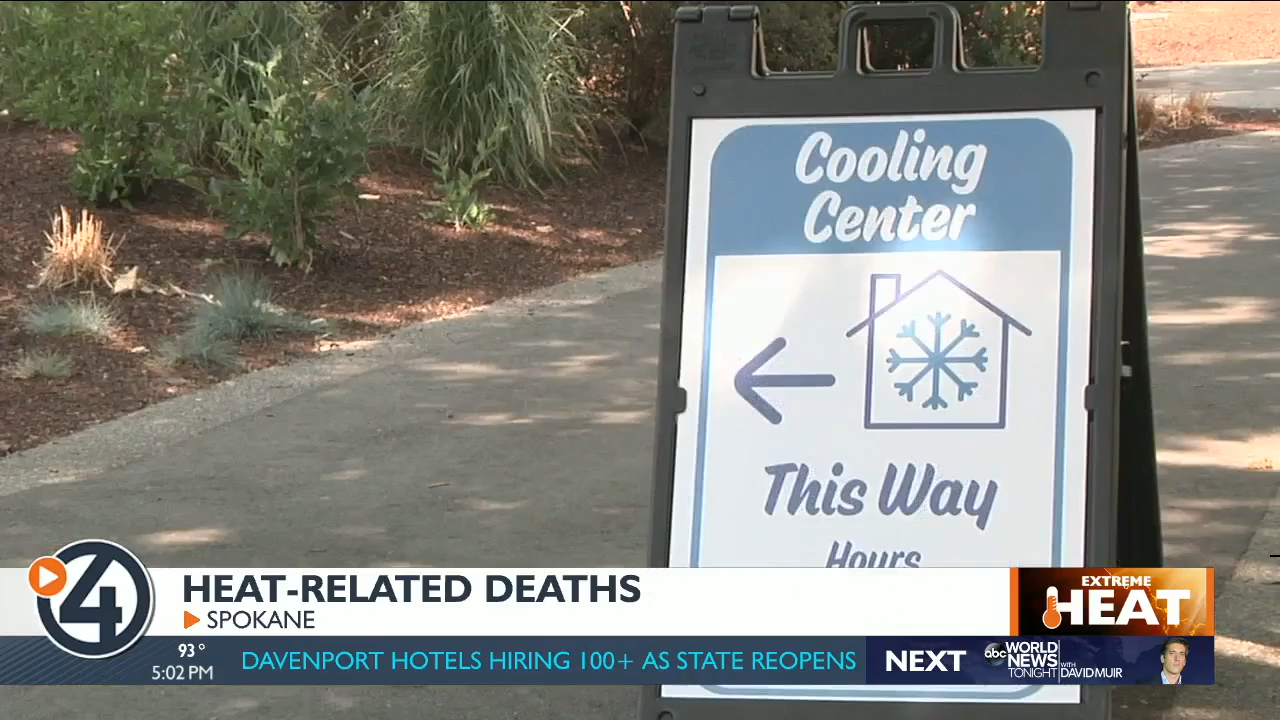 Cooling
Center
This Way
Hours
4
HEAT-RELATED DEATHS
SPOKANE
EXTREME
HEAT
93°
5:02 PM
DAVENPORT HOTELS HIRING 100+ AS STATE REOPENS
NEXT
abc WORLD
NEWS
TONIGHT WITH DAVID MUIR